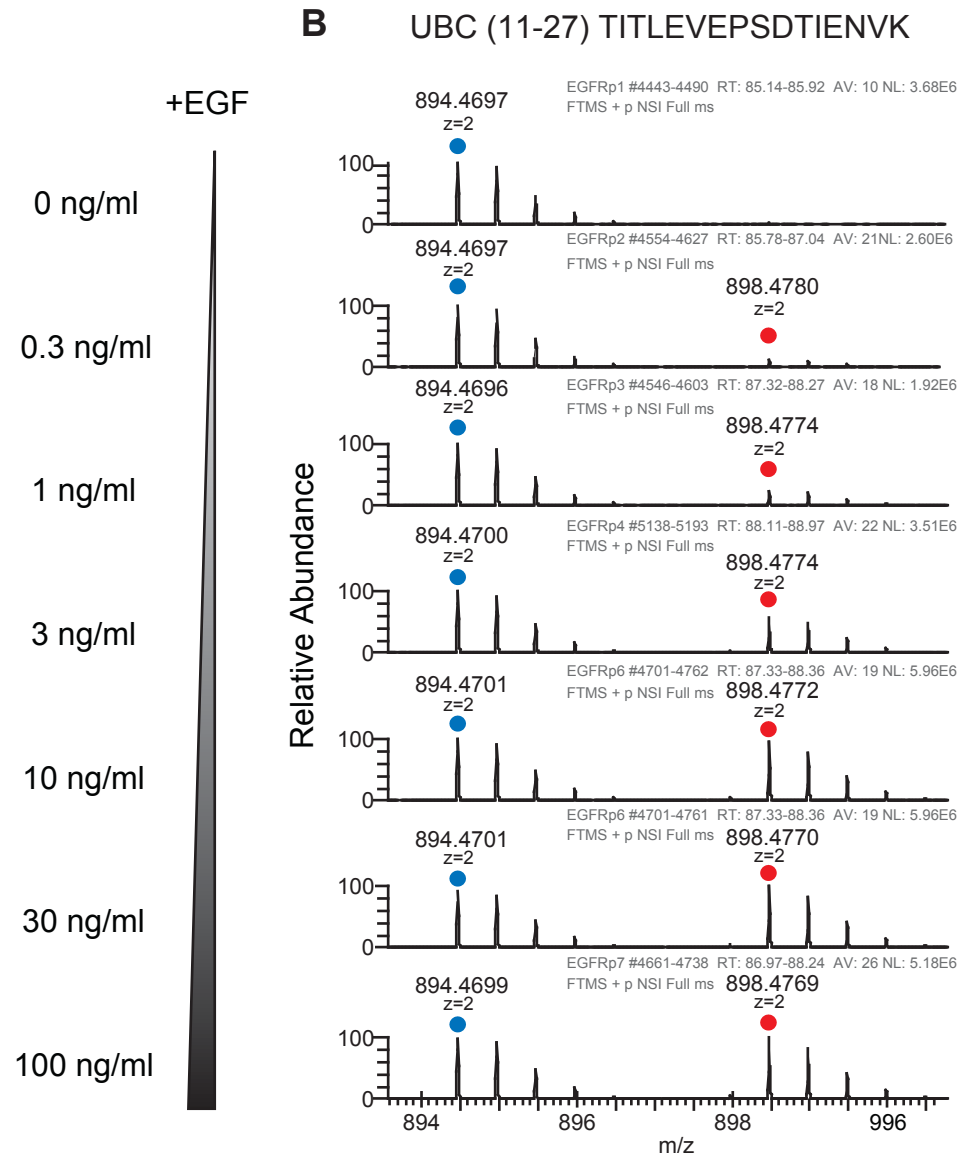 B UBC (11-27) TITLEVEPSDTIENVK
+EGF
0 ng/ml
0.3 ng/ml
1 ng/ml
3 ng/ml
10 ng/ml
30 ng/ml
100 ng/ml
Relative Abundance
EGFRp1 #4443-4490 RT: 85.14-85.92 AV: 10 NL: 3.68E6
FTMS + p NSI Full ms
894.4697
z=2
100
0
EGFRp2 #4554-4627 RT: 85.78-87.04 AV: 21NL: 2.60E6
FTMS + p NSI Full ms
894.4697
z=2
898.4780
z=2
100
0
EGFRp3 #4546-4603 RT: 87.32-88.27 AV: 18 NL: 1.92E6
FTMS + p NSI Full ms
894.4696
z=2
898.4774
z=2
100
0
EGFRp4 #5138-5193 RT: 88.11-88.97 AV: 22 NL: 3.51E6
FTMS + p NSI Full ms
894.4700
z=2
898.4774
z=2
100
0
EGFRp6 #4701-4762 RT: 87.33-88.36 AV: 19 NL: 5.96E6
FTMS + p NSI Full ms
894.4701
z=2
898.4772
z=2
100
0
EGFRp6 #4701-4761 RT: 87.33-88.36 AV: 19 NL: 5.96E6
FTMS + p NSI Full ms
894.4701
z=2
898.4770
z=2
100
0
EGFRp7 #4661-4738 RT: 86.97-88.24 AV: 26 NL: 5.18E6
FTMS + p NSI Full ms
894.4699
z=2
898.4769
z=2
100
0
894 896 898 996
m/z